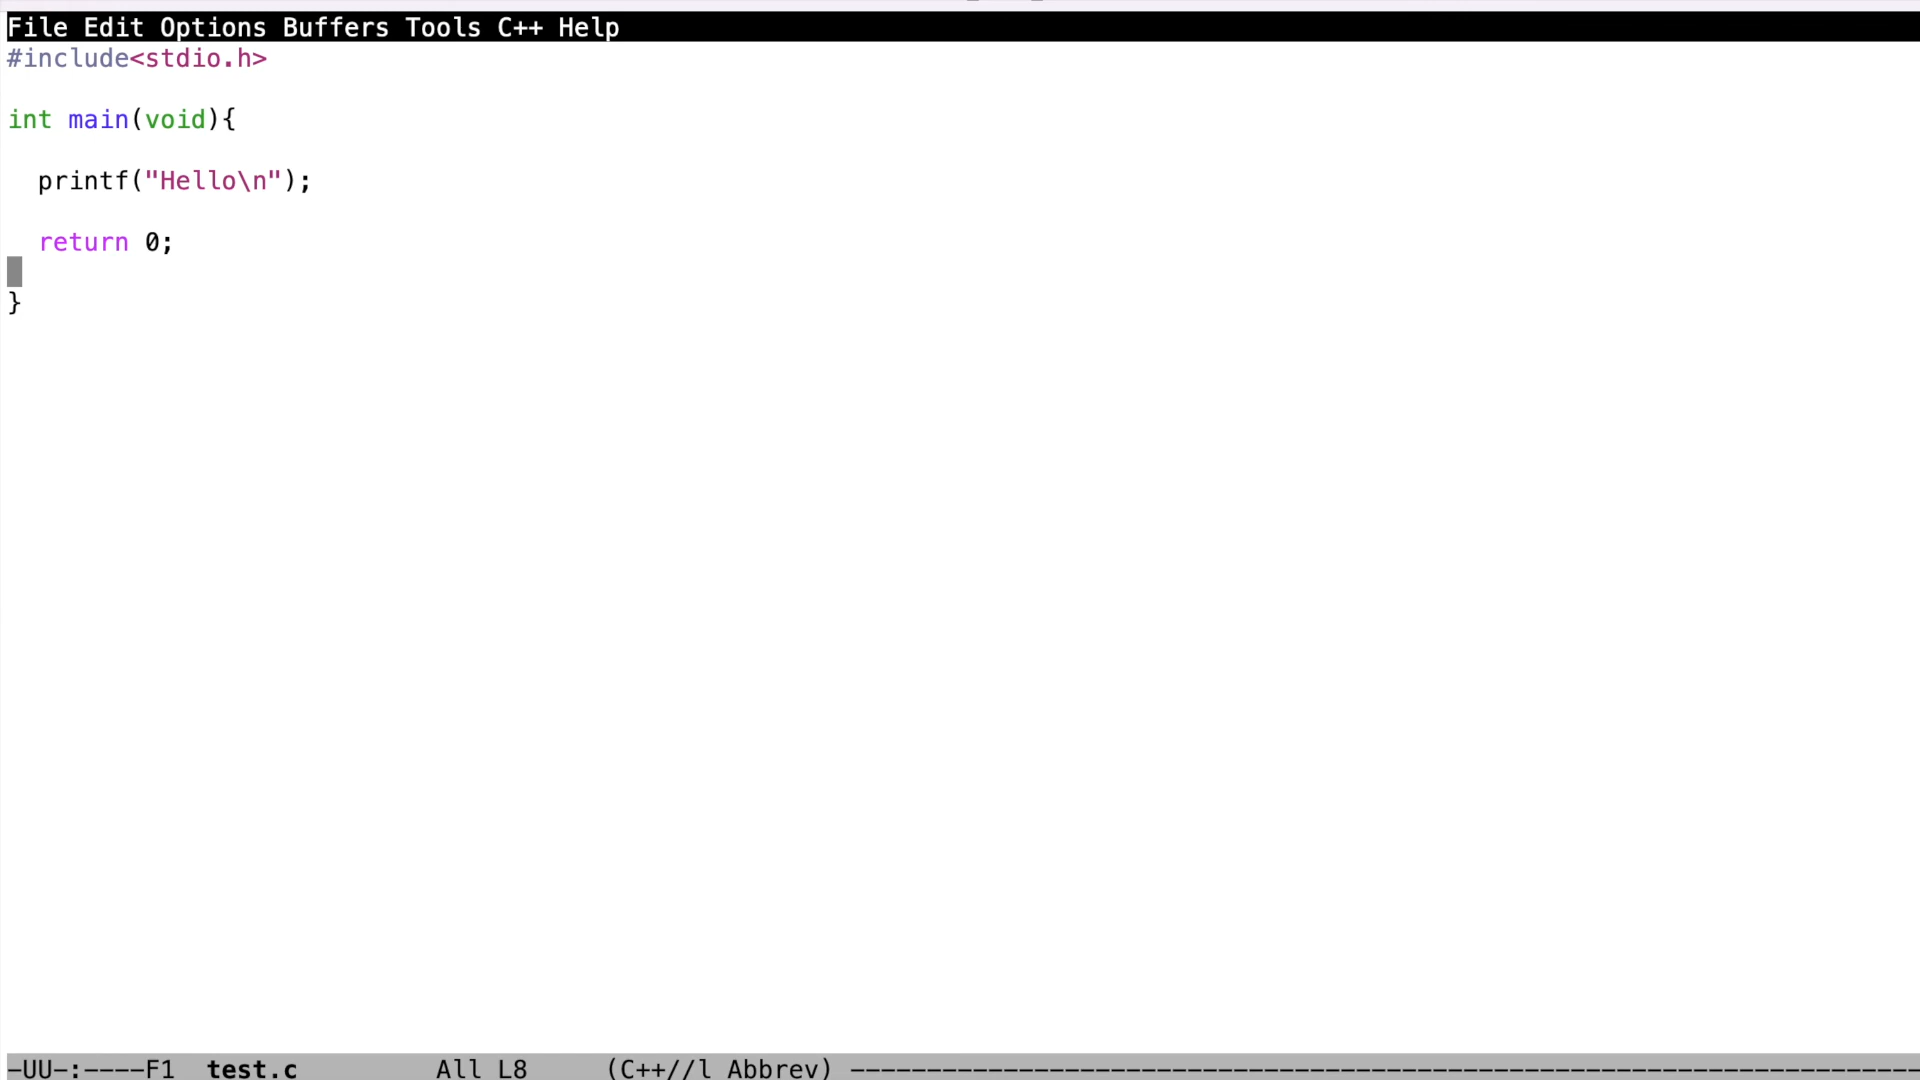 File Edit Options Buffers Tools C++ Help
#include<stdio.h>
int main(void){
printf("Hello\n");
return 0;
}
-UU-:----F1 test.c All L8 (C++//l Abbrev) ----------------------------------------------------------------------